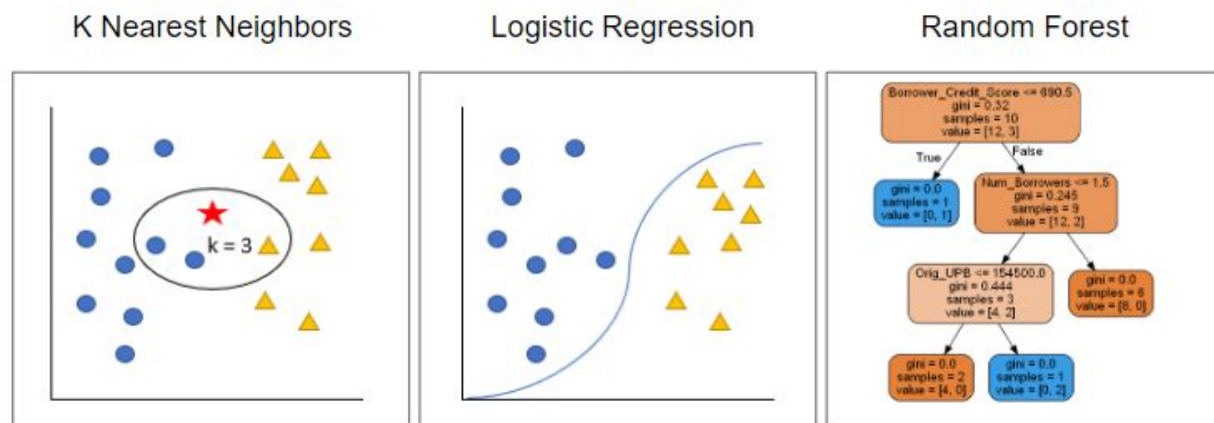 K Nearest Neighbors
Logistic Regression
Random Forest
k = 3
Borrower_Credit_Score <= 690.5
gini = 0.32
samples = 10
value = [12, 3]
True
False
gini = 0.0
samples = 1
value = [0, 1]
Num_Borrowers <= 1.5
gini = 0.245
samples = 9
value = [12, 2]
Orig_UPB <= 154500.0
gini = 0.444
samples = 3
value = [4, 2]
gini = 0.0
samples = 6
value = [8, 0]
gini = 0.0
samples = 2
value = [4, 0]
gini = 0.0
samples = 1
value = [0, 2]